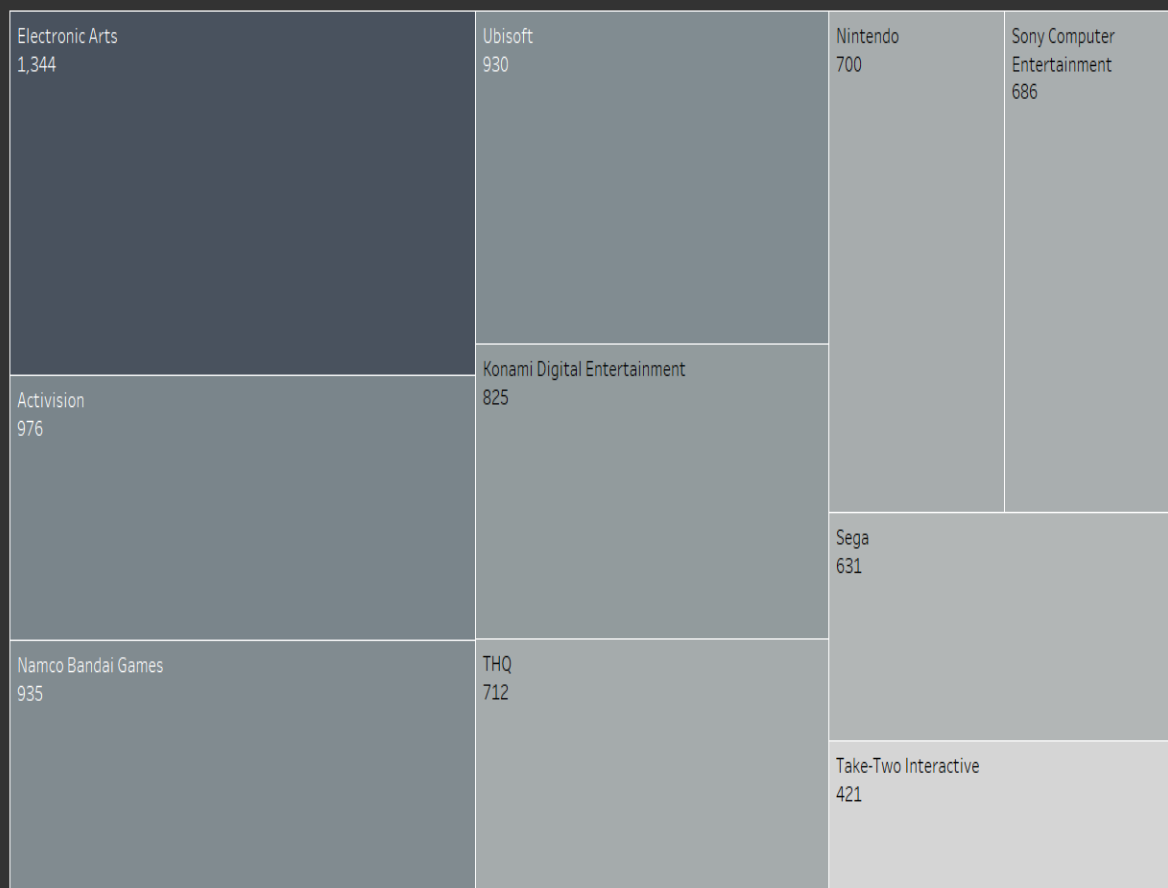 Electronic Arts
1,344
Activision
976
Namco Bandai Games
935
Ubisoft
930
Konami Digital Entertainment
825
THQ
712
Nintendo
700
Sony Computer
Entertainment
686
Sega
631
Take-Two Interactive
421